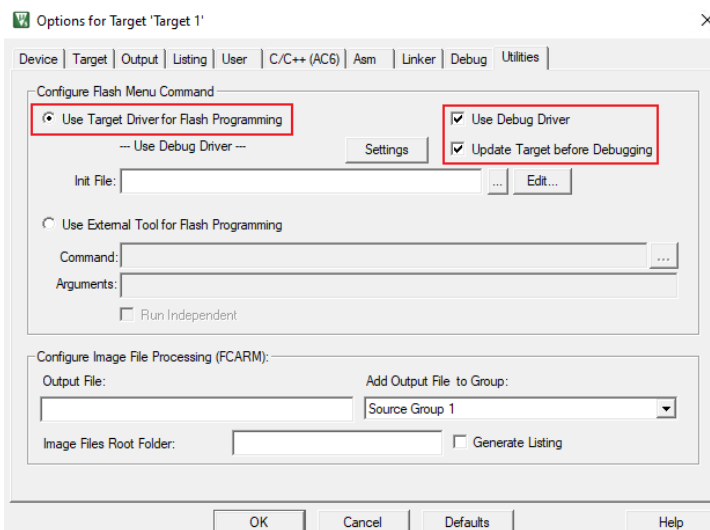 Options for Target 'Target 1'
Device Target Output Listing User C/C++ (AC6) Asm Linker Debug Utilities
Configure Flash Menu Command
Use Target Driver for Flash Programming
Use Debug Driver
--- Use Debug Driver ---
Settings
Update Target before Debugging
Init File:
...
Edit...
Use External Tool for Flash Programming
Command:
...
Arguments:
Run Independent
Configure Image File Processing (FCARM):
Output File:
Add Output File to Group:
Source Group 1
Image Files Root Folder:
Generate Listing
OK Cancel Defaults Help